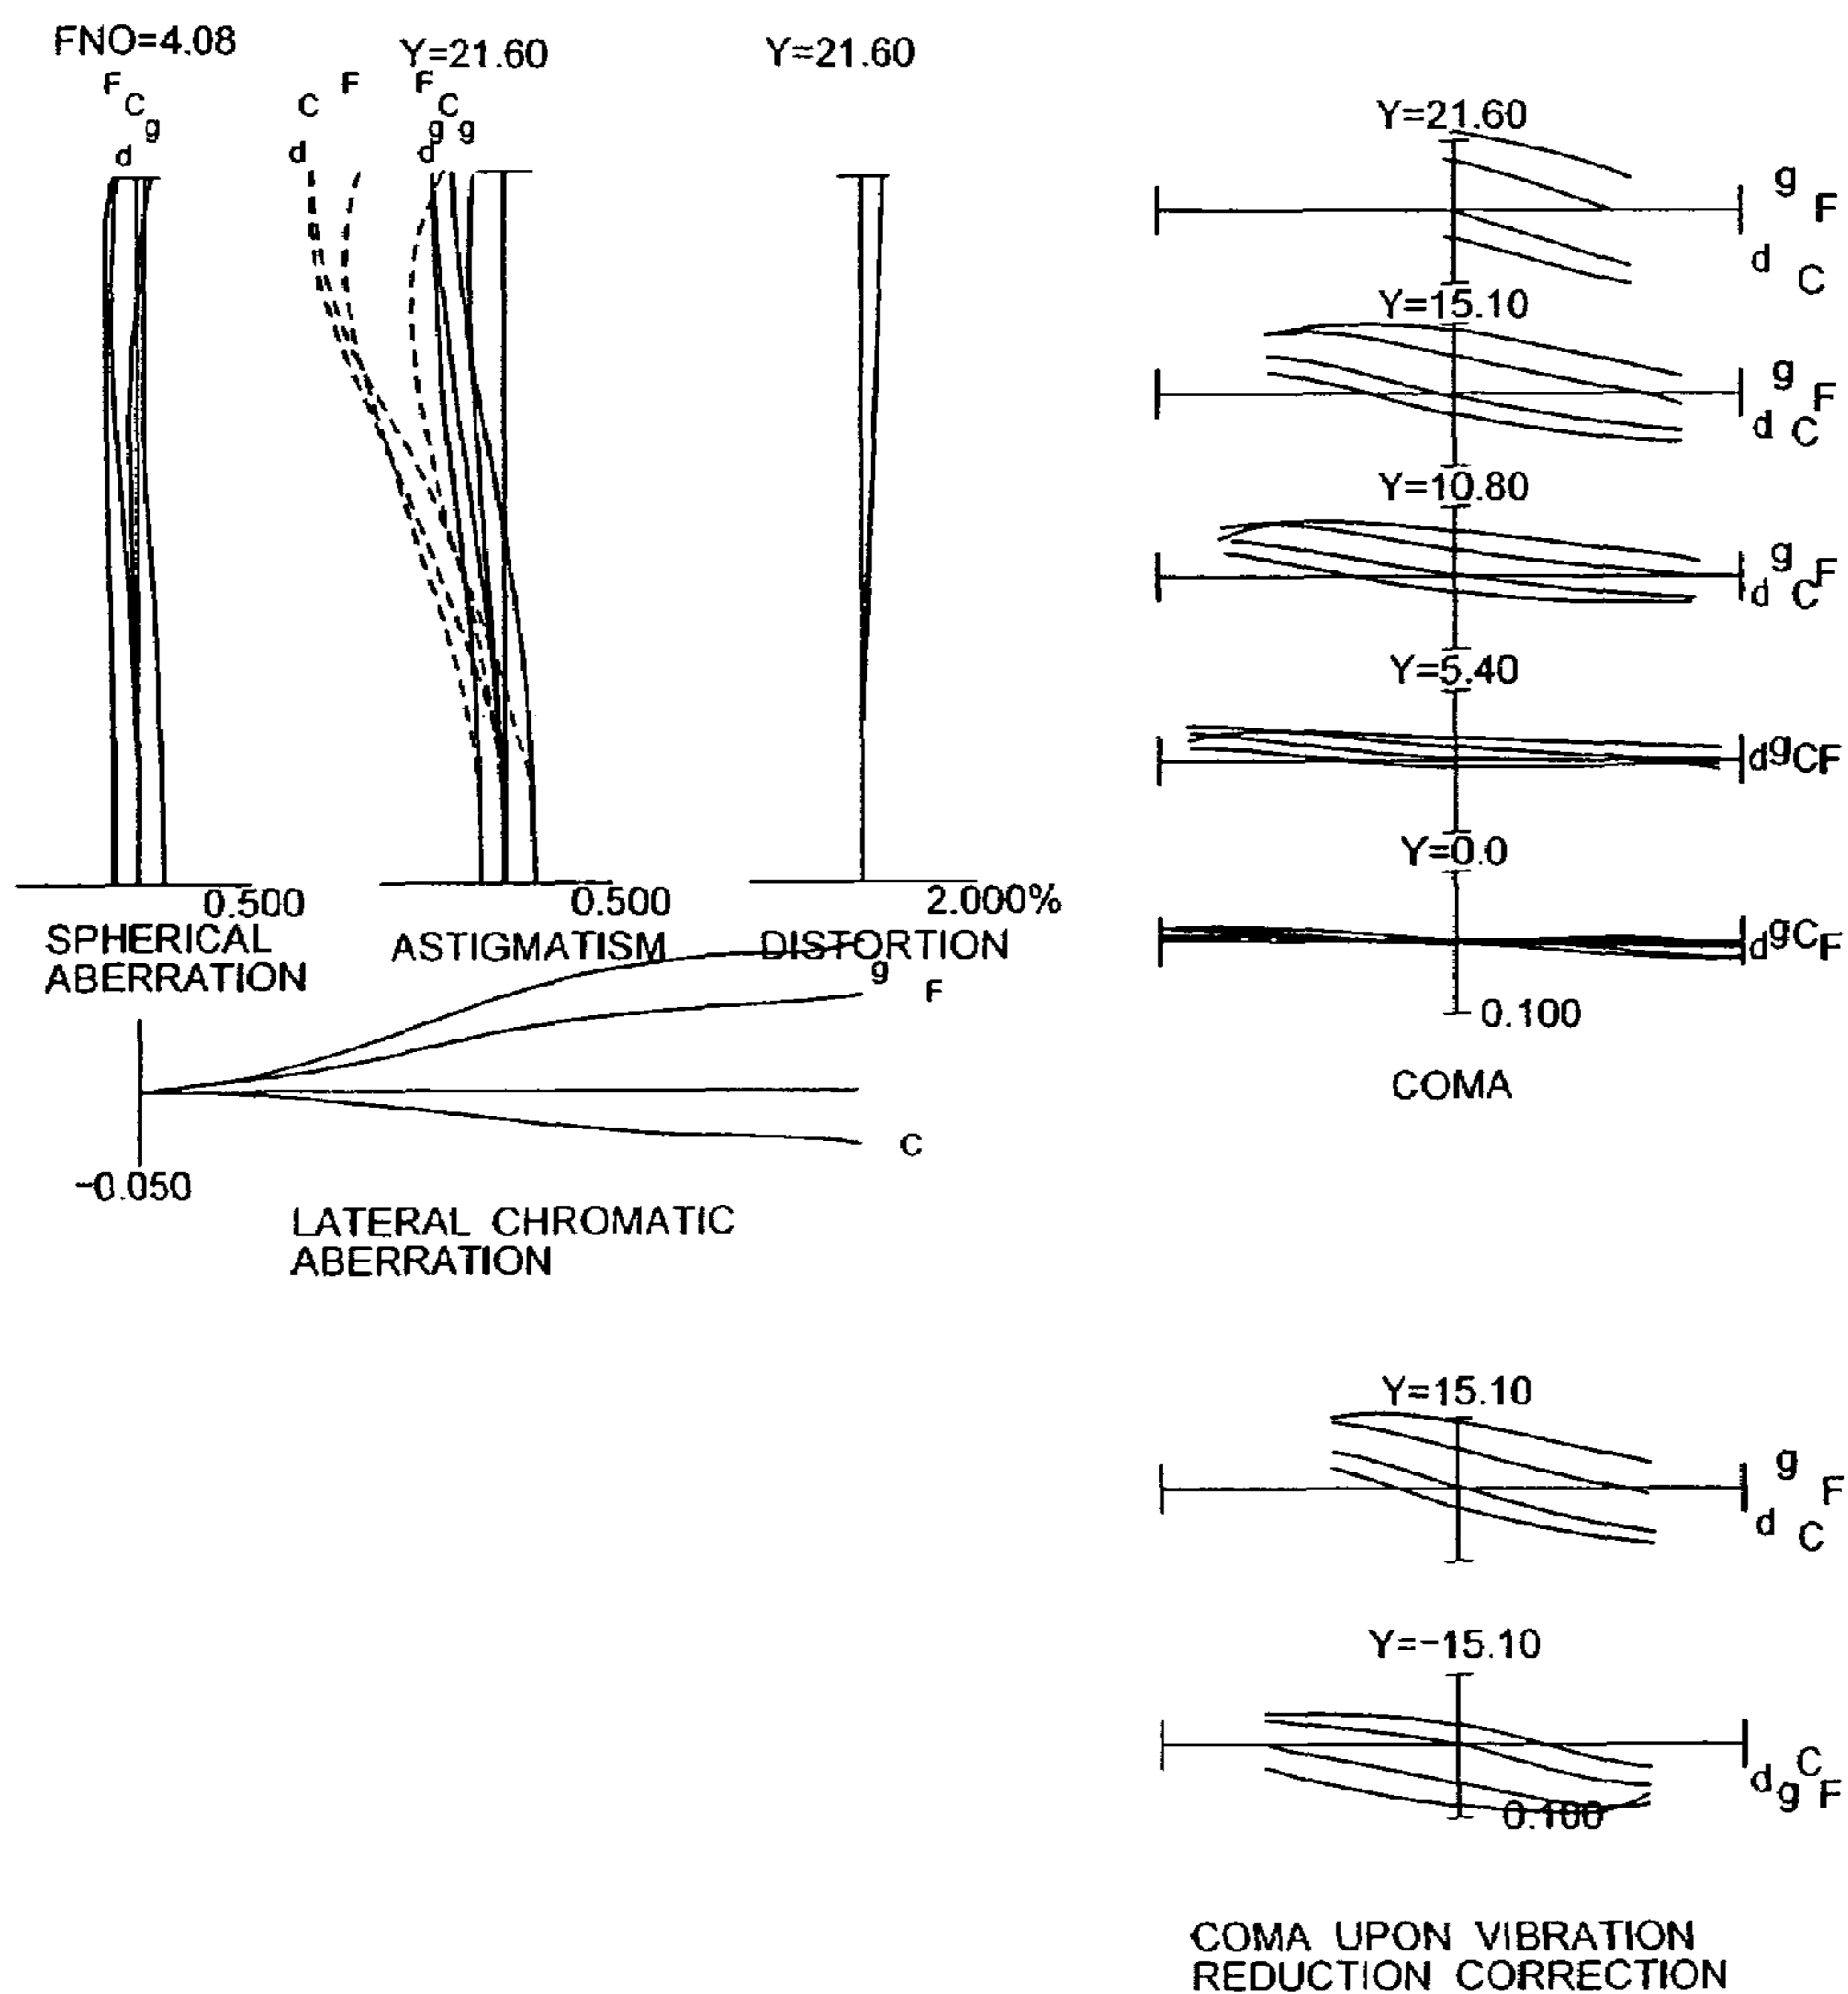 FNO=4.08
F
C
g
d
0.500
SPHERICAL
ABERRATION
Y=21.60
C
F
d
F
C
g g
d
0.500
ASTIGMATISM
Y=21.60
2.000%
DISTORTION
g
F
C
-0.050
LATERAL CHROMATIC
ABERRATION
Y=21.60
g
F
d
C
Y=15.10
g
F
d C
Y=10.80
g
F
d C
Y=5.40
dgCF
Y=0.0
dgCF
0.100
COMA
Y=15.10
g
F
d
C
Y=-15.10
C
d g F
0.100
COMA UPON VIBRATION
REDUCTION CORRECTION